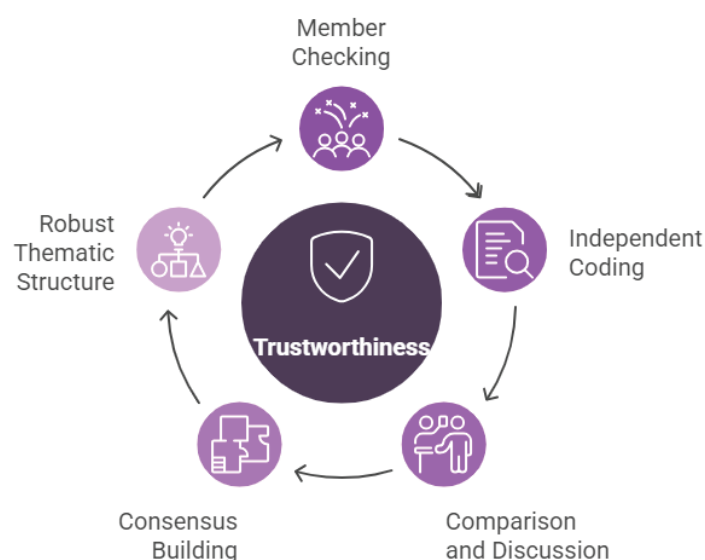 Member
Checking
Independent
Coding
Comparison
and Discussion
Consensus
Building
Robust
Thematic
Structure
Trustworthiness